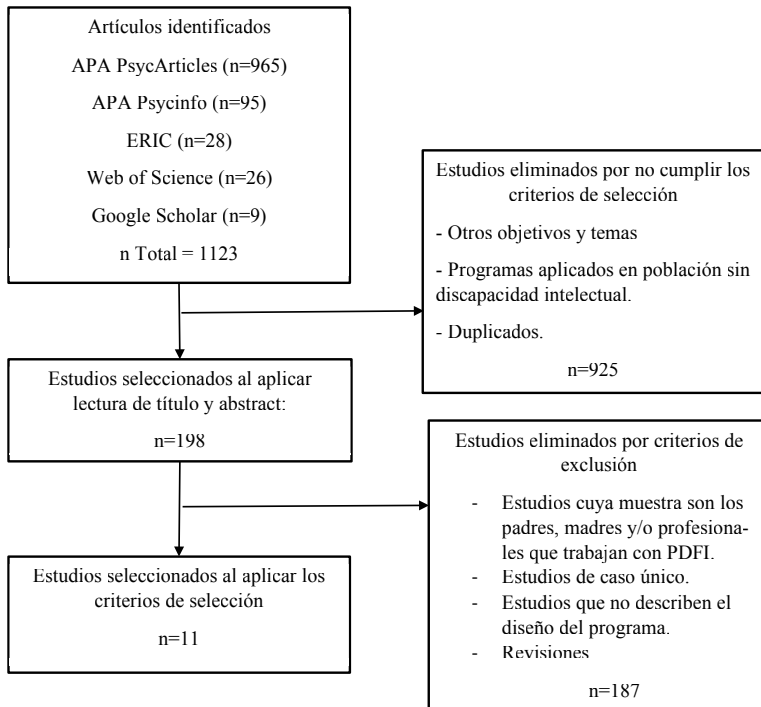 Artículos identificados
APA PsycArticles (n=965)
APA Psycinfo (n=95)
ERIC (n=28)
Web of Science (n=26)
Google Scholar (n=9)
n Total = 1123
Estudios eliminados por no cumplir los
criterios de selección
- Otros objetivos y temas
- Programas aplicados en población sin
discapacidad intelectual.
- Duplicados.
n=925
Estudios seleccionados al aplicar
lectura de título y abstract:
n=198
Estudios eliminados por criterios de
exclusión
- Estudios cuya muestra son los
padres, madres y/o profesiona-
les que trabajan con PDFI.
- Estudios de caso único.
- Estudios que no describen el
diseño del programa.
- Revisiones
n=187
Estudios seleccionados al aplicar los
criterios de selección
n=11